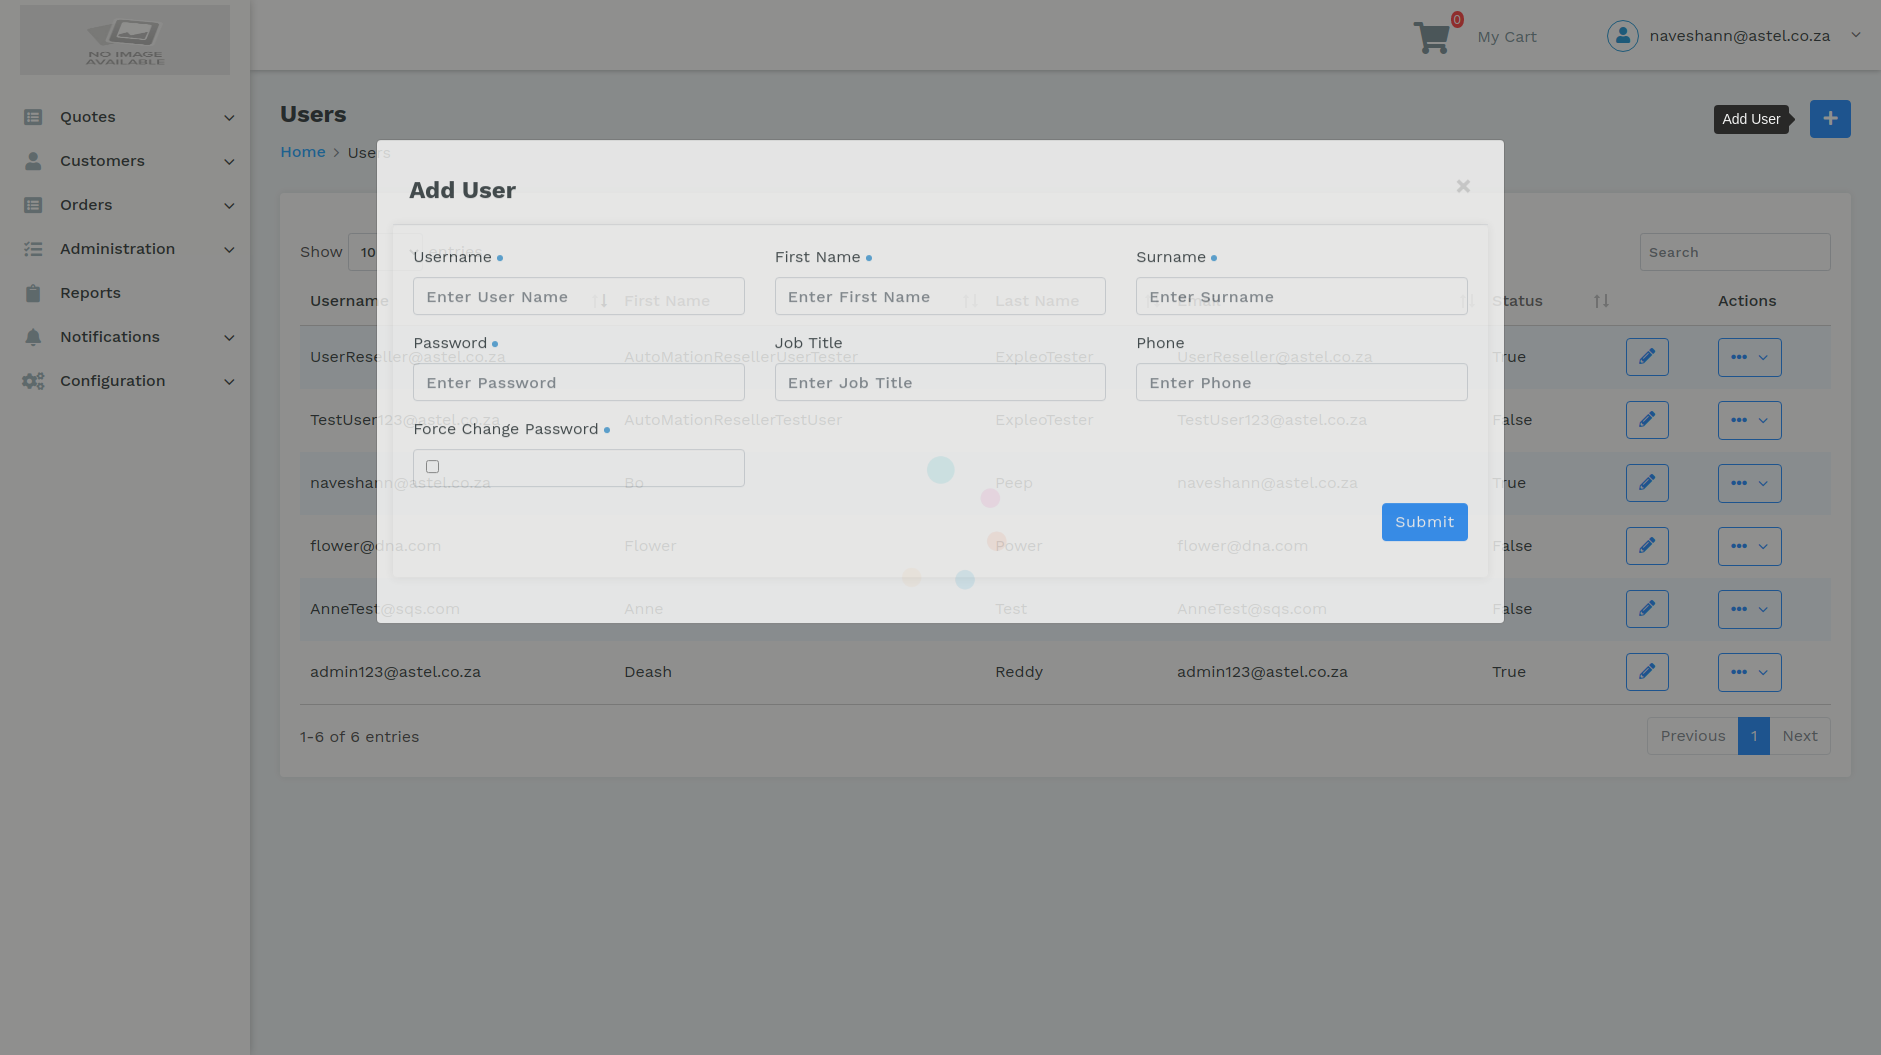 NO IMAGE
AVAILABLE
0
My Cart
naveshann@astel.co.za
Quotes
Customers
Orders
Administration
Reports
Notifications
Configuration
Users
Add User
Home > Users
Add User
×
Show 10 entries
Search
Username First Name Last Name Email Status Actions
Username
First Name
Surname
Enter User Name
Enter First Name
Enter Surname
Password
Job Title
Phone
Enter Password
Enter Job Title
Enter Phone
Force Change Password
Submit
UserReseller@astel.co.za AutoMationResellerUserTester ExpleoTester UserReseller@astel.co.za True
TestUser123@astel.co.za AutoMationResellerTestUser ExpleoTester TestUser123@astel.co.za False
naveshann@astel.co.za Bo Peep naveshann@astel.co.za True
flower@dna.com Flower Power flower@dna.com False
AnneTest@sqs.com Anne Test AnneTest@sqs.com False
admin123@astel.co.za Deash Reddy admin123@astel.co.za True
1-6 of 6 entries
Previous 1 Next